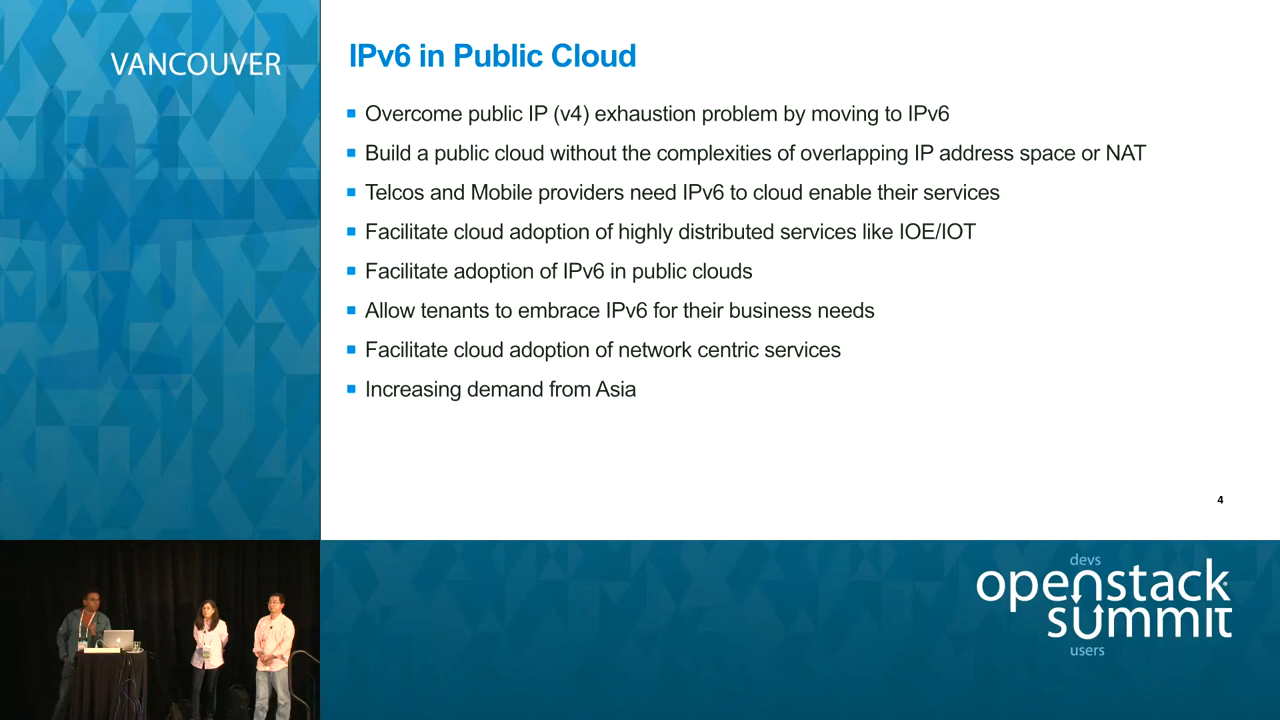 VANCOUVER
IPv6 in Public Cloud
Overcome public IP (v4) exhaustion problem by moving to IPv6
Build a public cloud without the complexities of overlapping IP address space or NAT
Telcos and Mobile providers need IPv6 to cloud enable their services
Facilitate cloud adoption of highly distributed services like IOE/IOT
Facilitate adoption of IPv6 in public clouds
Allow tenants to embrace IPv6 for their business needs
Facilitate cloud adoption of network centric services
Increasing demand from Asia
4
devs
openstack
summit
users